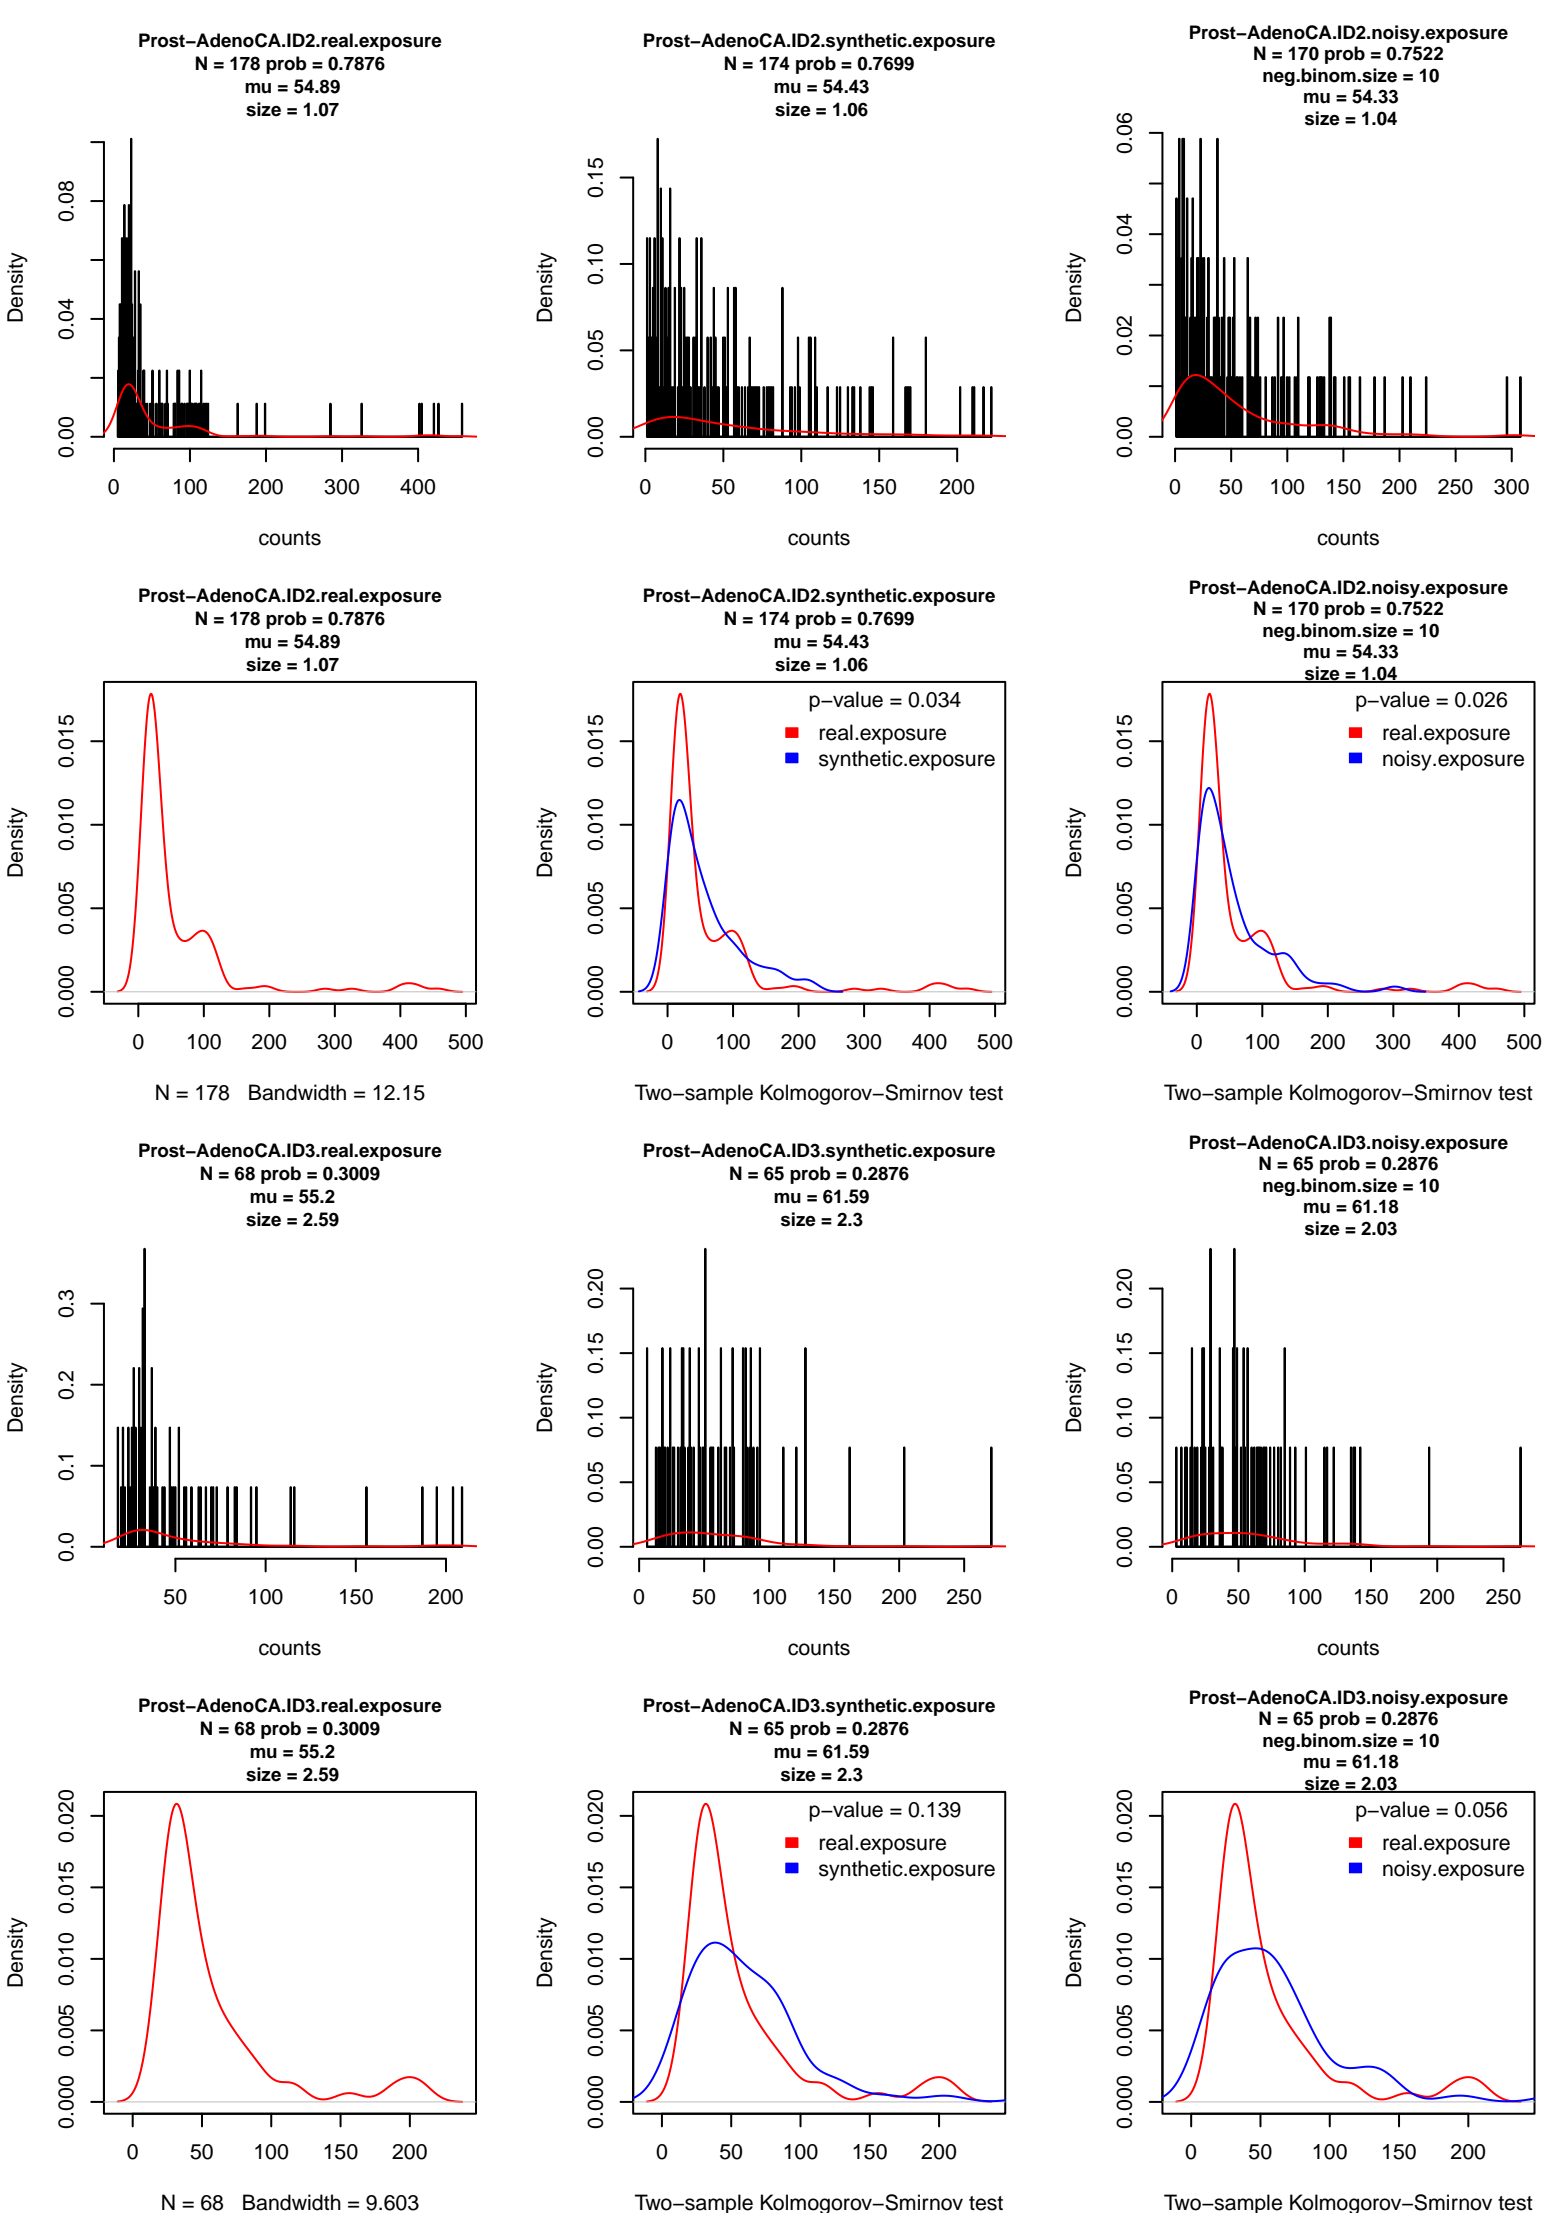 Prost−AdenoCA.ID2.real.exposure
N = 178 prob = 0.7876
mu = 54.89
size = 1.07
Density
0.00 0.04 0.08
0 100 200 300 400
counts
Prost−AdenoCA.ID2.synthetic.exposure
N = 174 prob = 0.7699
mu = 54.43
size = 1.06
Density
0.00 0.05 0.10 0.15
0 50 100 150 200
counts
Prost−AdenoCA.ID2.noisy.exposure
N = 170 prob = 0.7522
neg.binom.size = 10
mu = 54.33
size = 1.04
Density
0.00 0.02 0.04 0.06
0 50 100 150 200 250 300
counts
Prost−AdenoCA.ID2.real.exposure
N = 178 prob = 0.7876
mu = 54.89
size = 1.07
Density
0.000 0.005 0.010 0.015
0 100 200 300 400 500
N = 178 Bandwidth = 12.15
Prost−AdenoCA.ID2.synthetic.exposure
N = 174 prob = 0.7699
mu = 54.43
size = 1.06
p−value = 0.034
real.exposure
synthetic.exposure
Density
0.000 0.005 0.010 0.015
0 100 200 300 400 500
Two−sample Kolmogorov−Smirnov test
Prost−AdenoCA.ID2.noisy.exposure
N = 170 prob = 0.7522
neg.binom.size = 10
mu = 54.33
size = 1.04
p−value = 0.026
real.exposure
noisy.exposure
Density
0.000 0.005 0.010 0.015
0 100 200 300 400 500
Two−sample Kolmogorov−Smirnov test
Prost−AdenoCA.ID3.real.exposure
N = 68 prob = 0.3009
mu = 55.2
size = 2.59
Density
0.0 0.1 0.2 0.3
50 100 150 200
counts
Prost−AdenoCA.ID3.synthetic.exposure
N = 65 prob = 0.2876
mu = 61.59
size = 2.3
Density
0.00 0.05 0.10 0.15 0.20
0 50 100 150 200 250
counts
Prost−AdenoCA.ID3.noisy.exposure
N = 65 prob = 0.2876
neg.binom.size = 10
mu = 61.18
size = 2.03
Density
0.00 0.05 0.10 0.15 0.20
0 50 100 150 200 250
counts
Prost−AdenoCA.ID3.real.exposure
N = 68 prob = 0.3009
mu = 55.2
size = 2.59
Density
0.000 0.005 0.010 0.015 0.020
0 50 100 150 200
N = 68 Bandwidth = 9.603
Prost−AdenoCA.ID3.synthetic.exposure
N = 65 prob = 0.2876
mu = 61.59
size = 2.3
p−value = 0.139
real.exposure
synthetic.exposure
Density
0.000 0.005 0.010 0.015 0.020
0 50 100 150 200
Two−sample Kolmogorov−Smirnov test
Prost−AdenoCA.ID3.noisy.exposure
N = 65 prob = 0.2876
neg.binom.size = 10
mu = 61.18
size = 2.03
p−value = 0.056
real.exposure
noisy.exposure
Density
0.000 0.005 0.010 0.015 0.020
0 50 100 150 200
Two−sample Kolmogorov−Smirnov test